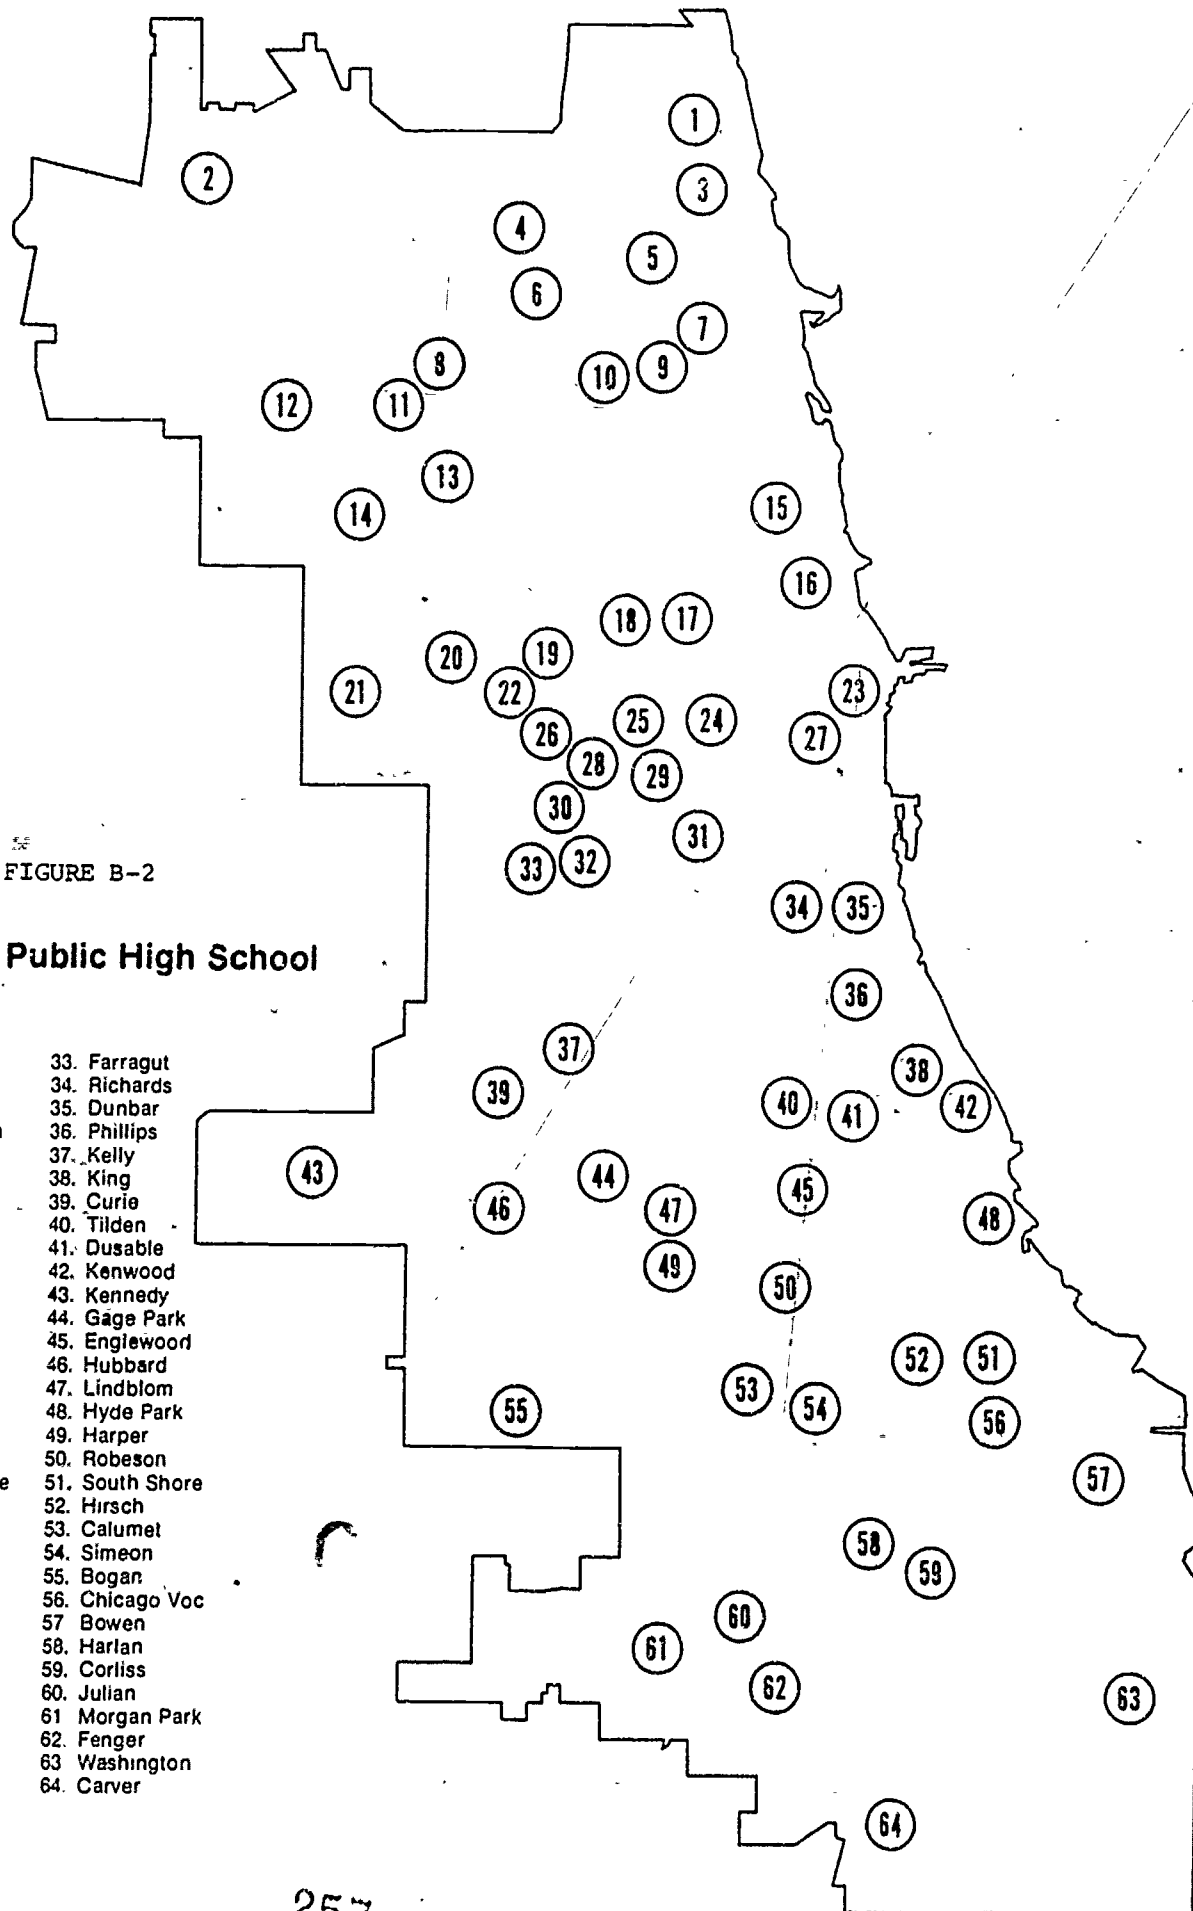 1
2
3
4
5
6
7
8
9
10
11
12
13
14
15
16
17
18
19
20
21
22
23
24
25
26
27
28
29
30
31
32
33
FIGURE B-2
34
35
Public High School
36
37
38
39
40
41
42
43
44
45
46
47
48
49
50
51
52
53
54
55
56
57
58
59
60
61
62
63
64
33. Farragut
34. Richards
35. Dunbar
36. Phillips
37. Kelly
38. King
39. Curie
40. Tilden
41. Dusable
42. Kenwood
43. Kennedy
44. Gage Park
45. Englewood
46. Hubbard
47. Lindblom
48. Hyde Park
49. Harper
50. Robeson
e 51. South Shore
52. Hirsch
53. Calumet
54. Simeon
55. Bogan
56. Chicago Voc
57 Bowen
58. Harlan
59. Corliss
60. Julian
61 Morgan Park
62. Fenger
63 Washington
64. Carver